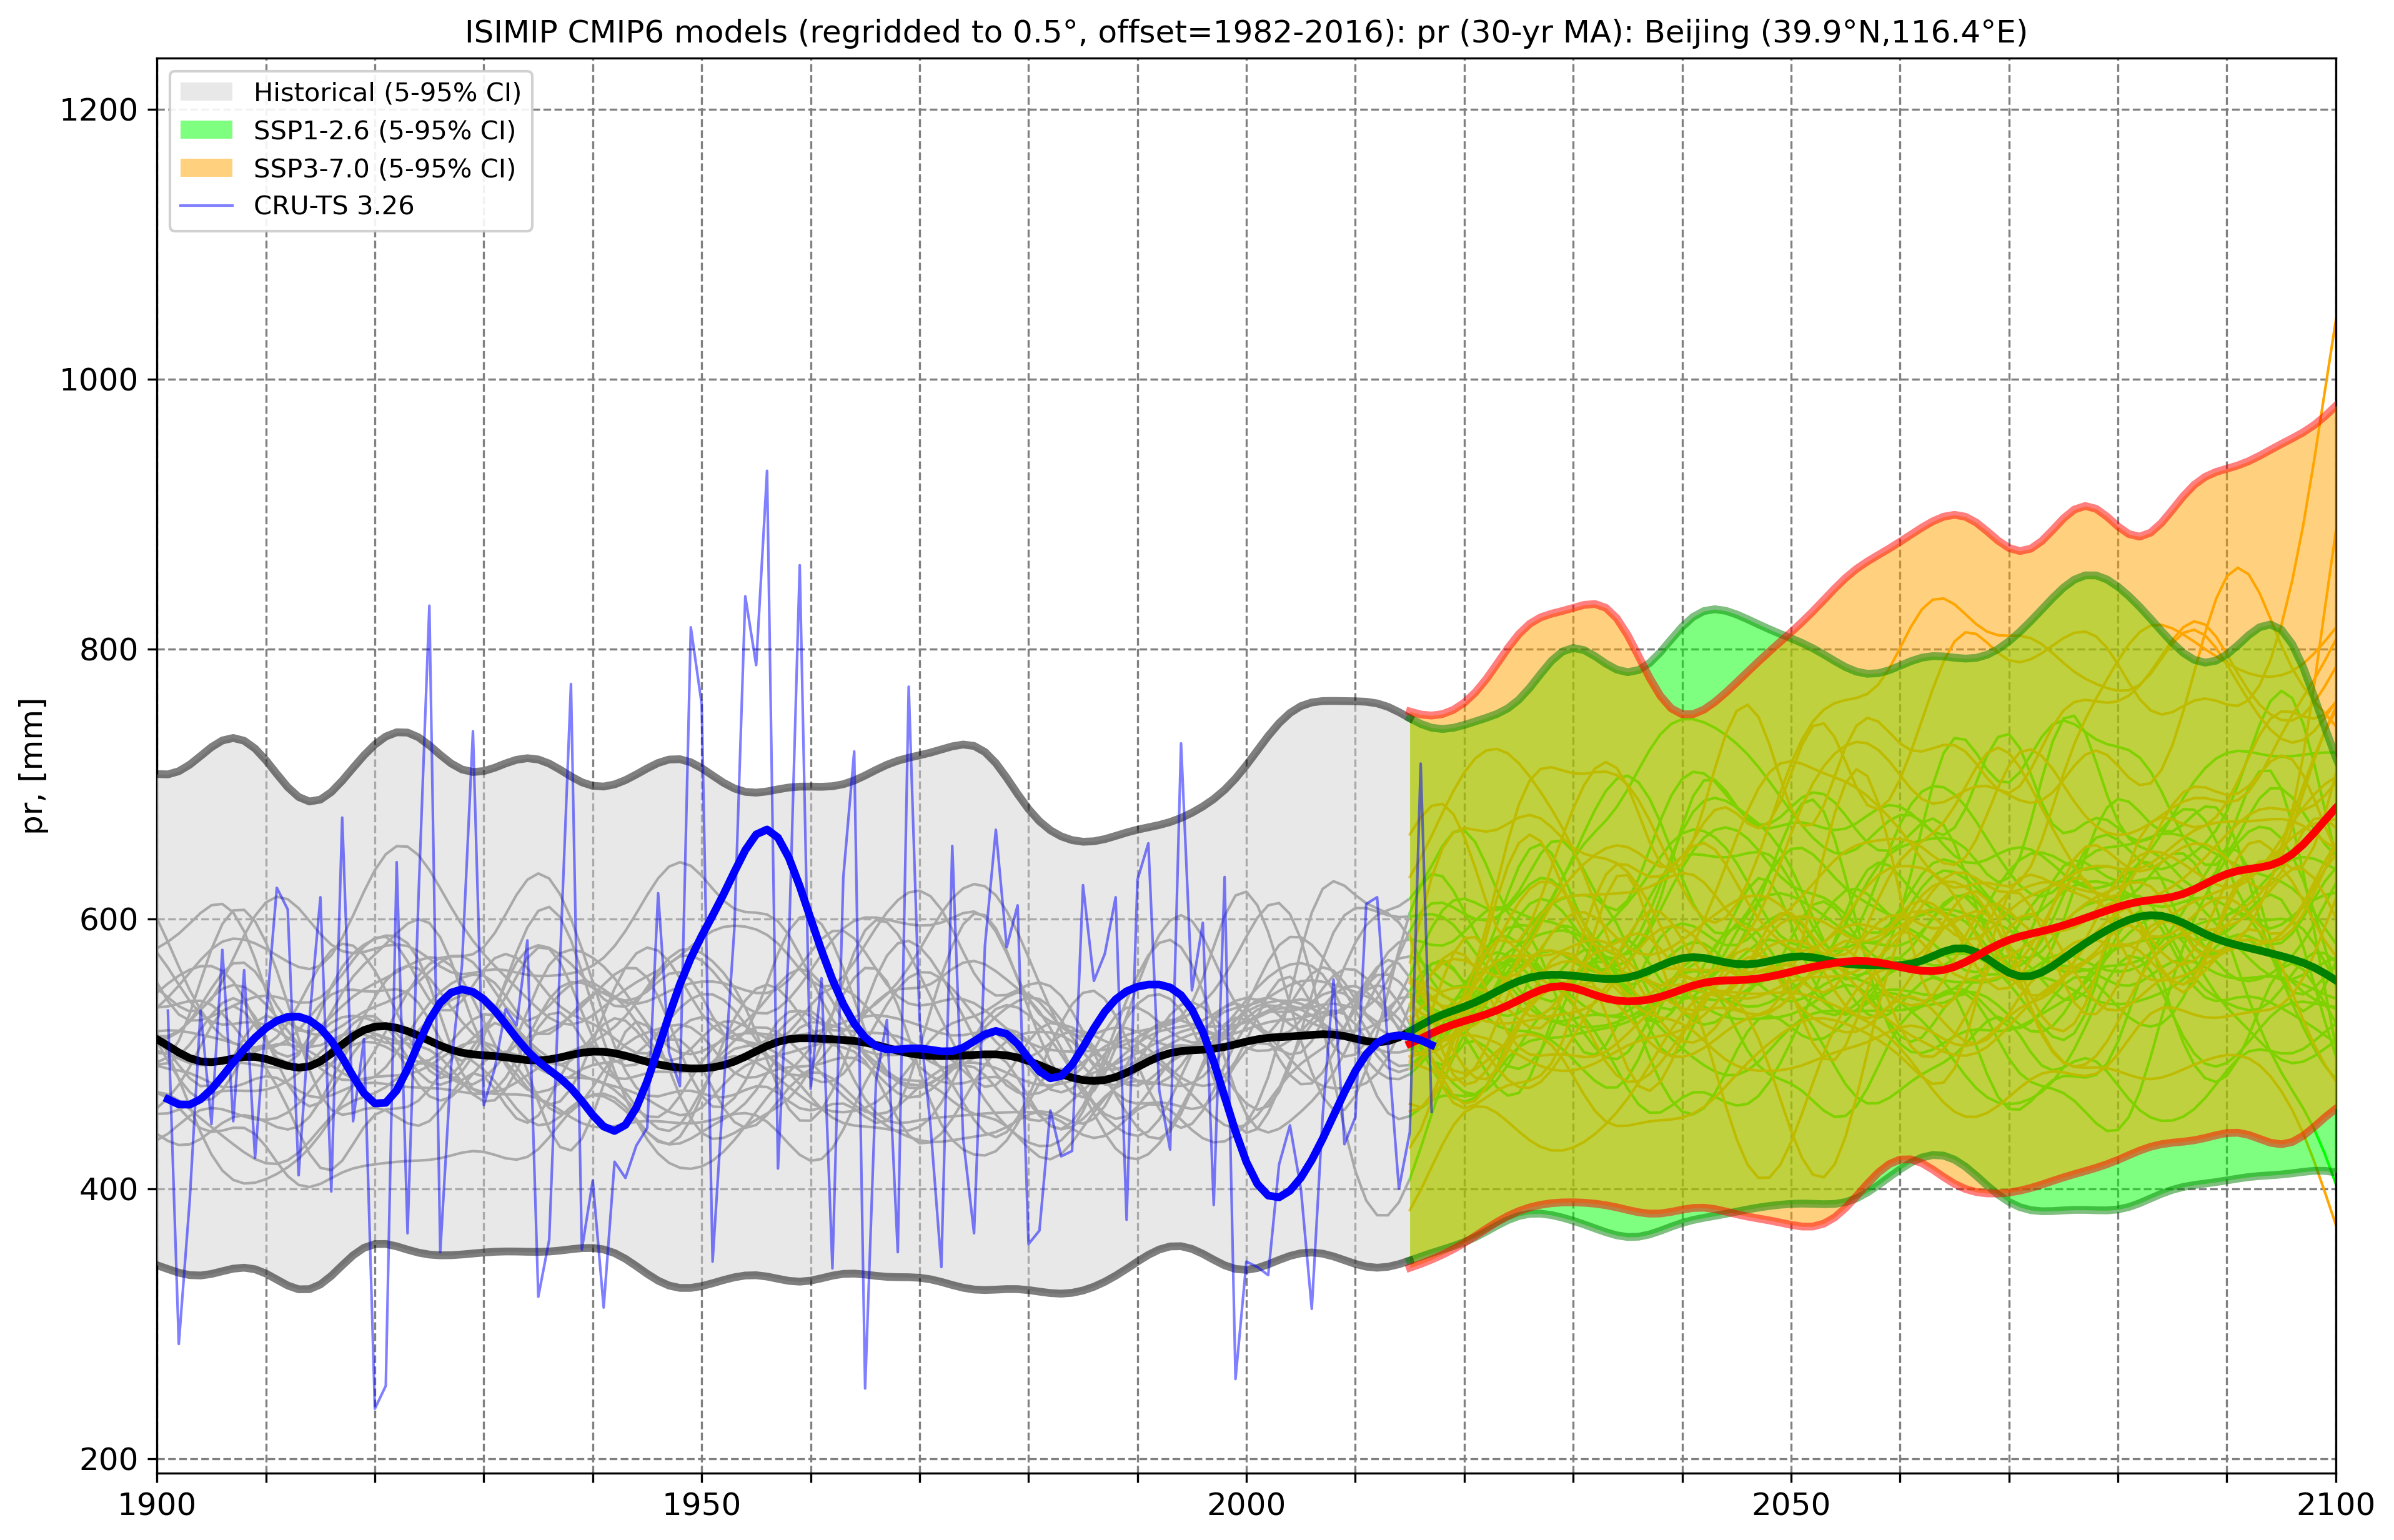 ISIMIP CMIP6 models (regridded to 0.5°, offset=1982-2016): pr (30-yr MA): Beijing (39.9°N,116.4°E)
Historical (5-95% CI)
SSP1-2.6 (5-95% CI)
SSP3-7.0 (5-95% CI)
CRU-TS 3.26
pr, [mm]
1200
1000
800
600
400
200
1900
1950
2000
2050
2100